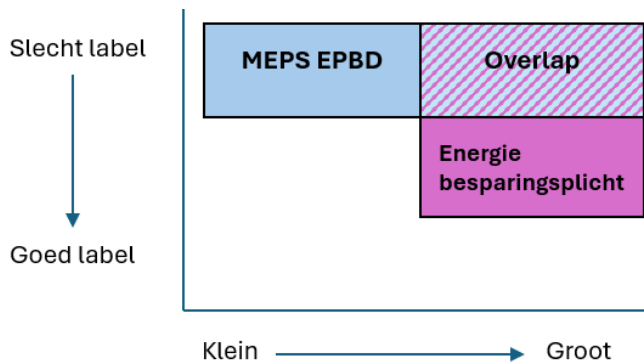 Slecht label
MEPS EPBD
Overlap
Energie
besparingsplicht
Goed label
Klein
Groot